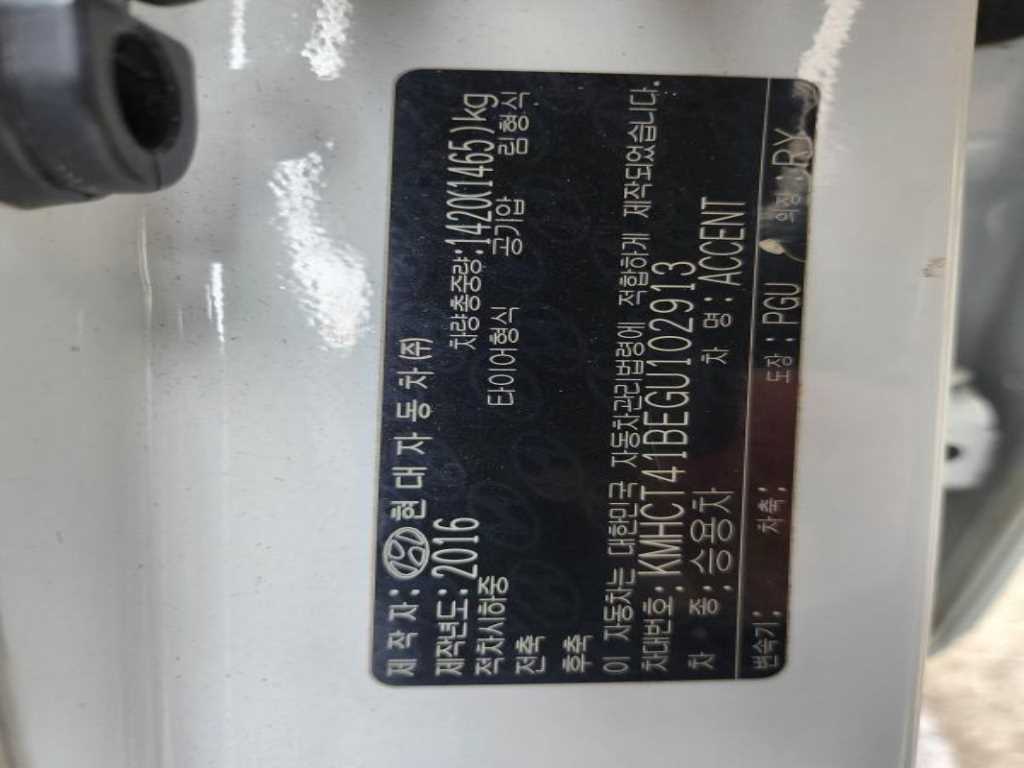 제 작 자 : 현 대 자 동 차 (주)
제작년도: 2016 차량총중량:1420(1465)kg
적차시하중 타이어형식 공기압 림형식
전축
후축
이 자동차는 대한민국 자동차관리법령에 적합하게 제작되었습니다.
차대번호: KMHCT41BEGU102913
차 종: 승용차 차 명: ACCENT
변속기: 차축: 도장: PGU 의장: RY